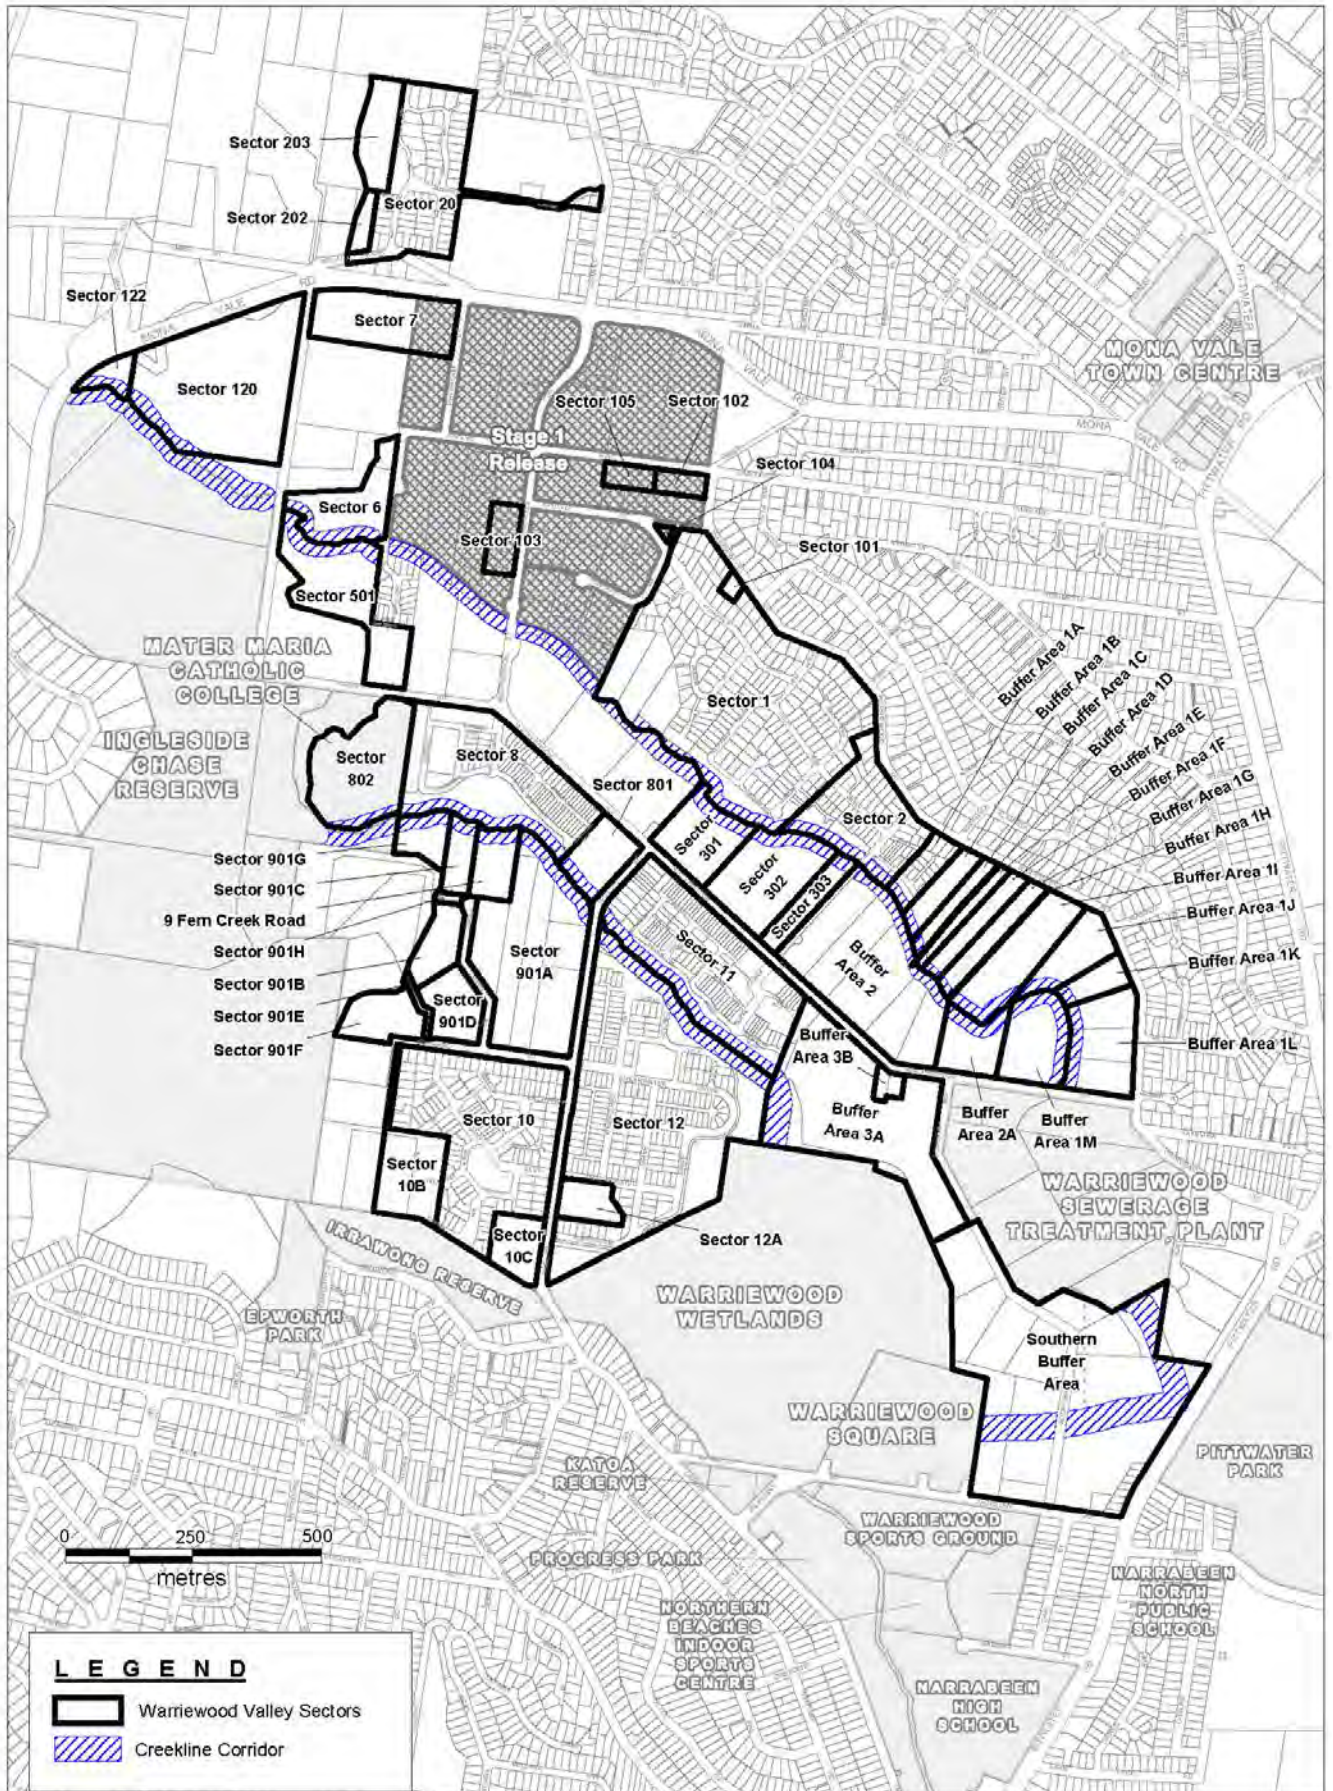 Sector 203
Sector 202
Sector 20
Sector 122
MONA
VALE
RD
Sector 7
Sector 120
MONA VALE
TOWN CENTRE
PITTWATER
MONA
VALE
Sector 105
Sector 102
MONA
VALE
RD
Stage 1
Release
Sector 104
Sector 6
Sector 103
Sector 101
Sector 501
MATER MARIA
CATHOLIC
COLLEGE
INGLESIDE
CHASE
RESERVE
Sector 1
Buffer Area 1A
Buffer Area 1B
Buffer Area 1C
Buffer Area 1D
Buffer Area 1E
Buffer Area 1F
Buffer Area 1G
Buffer Area 1H
Buffer Area 1I
Buffer Area 1J
Buffer Area 1K
Buffer Area 1L
Sector
802
Sector 8
Sector 801
Sector
301
Sector
302
Sector 303
Sector 2
Buffer
Area 2
Sector 901G
Sector 901C
9 Fern Creek Road
Sector 901H
Sector 901B
Sector 901E
Sector 901F
Sector
901A
Sector
901D
Sector 11
Buffer
Area 3B
Buffer
Area 3A
Buffer
Area 2A
Buffer
Area 1M
Sector 10
Sector 12
Sector
10B
Sector
10C
Sector 12A
WARRIEWOOD
SEWERAGE
TREATMENT PLANT
IRRAWONG RESERVE
EPWORTH
PARK
WARRIEWOOD
WETLANDS
Southern
Buffer
Area
WARRIEWOOD
SQUARE
PITTWATER
PARK
KATOA
RESERVE
WARRIEWOOD
SPORTS GROUND
PROGRESS PARK
NARRABEEN
NORTH
PUBLIC
SCHOOL
NORTHERN
BEACHES
INDOOR
SPORTS
CENTRE
NARRABEEN
HIGH
SCHOOL
0 250 500
metres
LEGEND
Warriewood Valley Sectors
Creekline Corridor